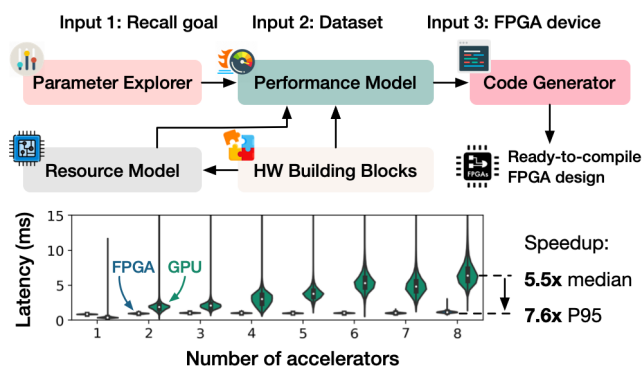 Input 1: Recall goal Input 2: Dataset Input 3: FPGA device
Parameter Explorer Performance Model Code Generator
Resource Model HW Building Blocks FPGAs Ready-to-compile
FPGA design
15
10
5
0
Latency (ms)
FPGA GPU
1 2 3 4 5 6 7 8
Number of accelerators
Speedup:
5.5x median
7.6x P95